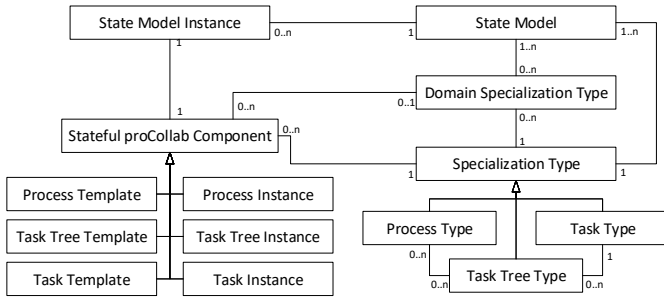 State Model Instance
State Model
1
0..n
1
1..n
1..n
0..n
Domain Specialization Type
0..n
0..1
0..n
1
Stateful proCollab Component
0..n
1
Specialization Type
1
1
Process Template
Process Instance
Process Type
Task Type
Task Tree Template
Task Tree Instance
0..n
1
Task Template
Task Instance
0..n
Task Tree Type
0..n